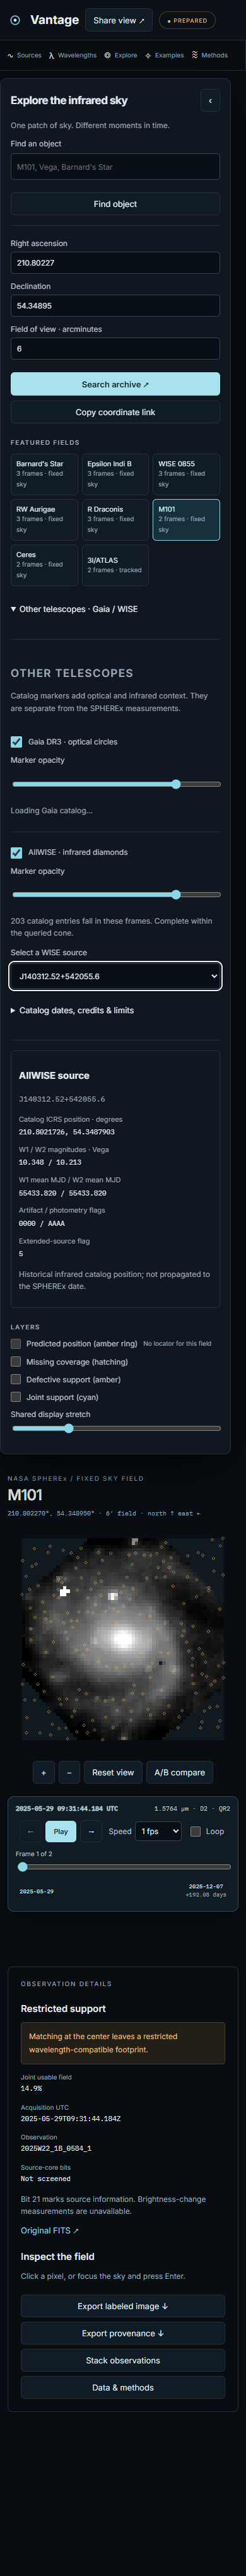 Vantage
Share view ↗
● PREPARED
Sources
λ Wavelengths
Explore
Examples
Methods
Explore the infrared sky
‹
One patch of sky. Different moments in time.
Find an object
M101, Vega, Barnard's Star
Find object
Right ascension
210.80227
Declination
54.34895
Field of view · arcminutes
6
Search archive ↗
Copy coordinate link
FEATURED FIELDS
Barnard's Star
3 frames · fixed
sky
Epsilon Indi B
3 frames · fixed
sky
WISE 0855
3 frames · fixed
sky
RW Aurigae
3 frames · fixed
sky
R Draconis
3 frames · fixed
sky
M101
2 frames · fixed
sky
Ceres
2 frames · fixed
sky
3I/ATLAS
2 frames · tracked
▼ Other telescopes · Gaia / WISE
OTHER TELESCOPES
Catalog markers add optical and infrared context. They
are separate from the SPHEREx measurements.
Gaia DR3 · optical circles
Marker opacity
Loading Gaia catalog...
AllWISE · infrared diamonds
Marker opacity
203 catalog entries fall in these frames. Complete within
the queried cone.
Select a WISE source
J140312.52+542055.6
▶ Catalog dates, credits & limits
AllWISE source
J140312.52+542055.6
Catalog ICRS position · degrees
210.8021726, 54.3487903
W1 / W2 magnitudes · Vega
10.348 / 10.213
W1 mean MJD / W2 mean MJD
55433.820 / 55433.820
Artifact / photometry flags
0000 / AAAA
Extended-source flag
5
Historical infrared catalog position; not propagated to
the SPHEREx date.
LAYERS
Predicted position (amber ring) No locator for this field
Missing coverage (hatching)
Defective support (amber)
Joint support (cyan)
Shared display stretch
NASA SPHEREx / FIXED SKY FIELD
M101
210.802270°, 54.348950° · 6′ field · north ↑ east ←
+
−
Reset view
A/B compare
2025-05-29 09:31:44.184 UTC
1.5764 µm · D2 · QR2
←
Play
→
Speed
1 fps
Loop
Frame 1 of 2
2025-05-29
2025-12-07
+192.05 days
OBSERVATION DETAILS
Restricted support
Matching at the center leaves a restricted
wavelength-compatible footprint.
Joint usable field
14.9%
Acquisition UTC
2025-05-29T09:31:44.184Z
Observation
2025W22_1B_0584_1
Source-core bits
Not screened
Bit 21 marks source information. Brightness-change
measurements are unavailable.
Original FITS ↗
Inspect the field
Click a pixel, or focus the sky and press Enter.
Export labeled image ↓
Export provenance ↓
Stack observations
Data & methods